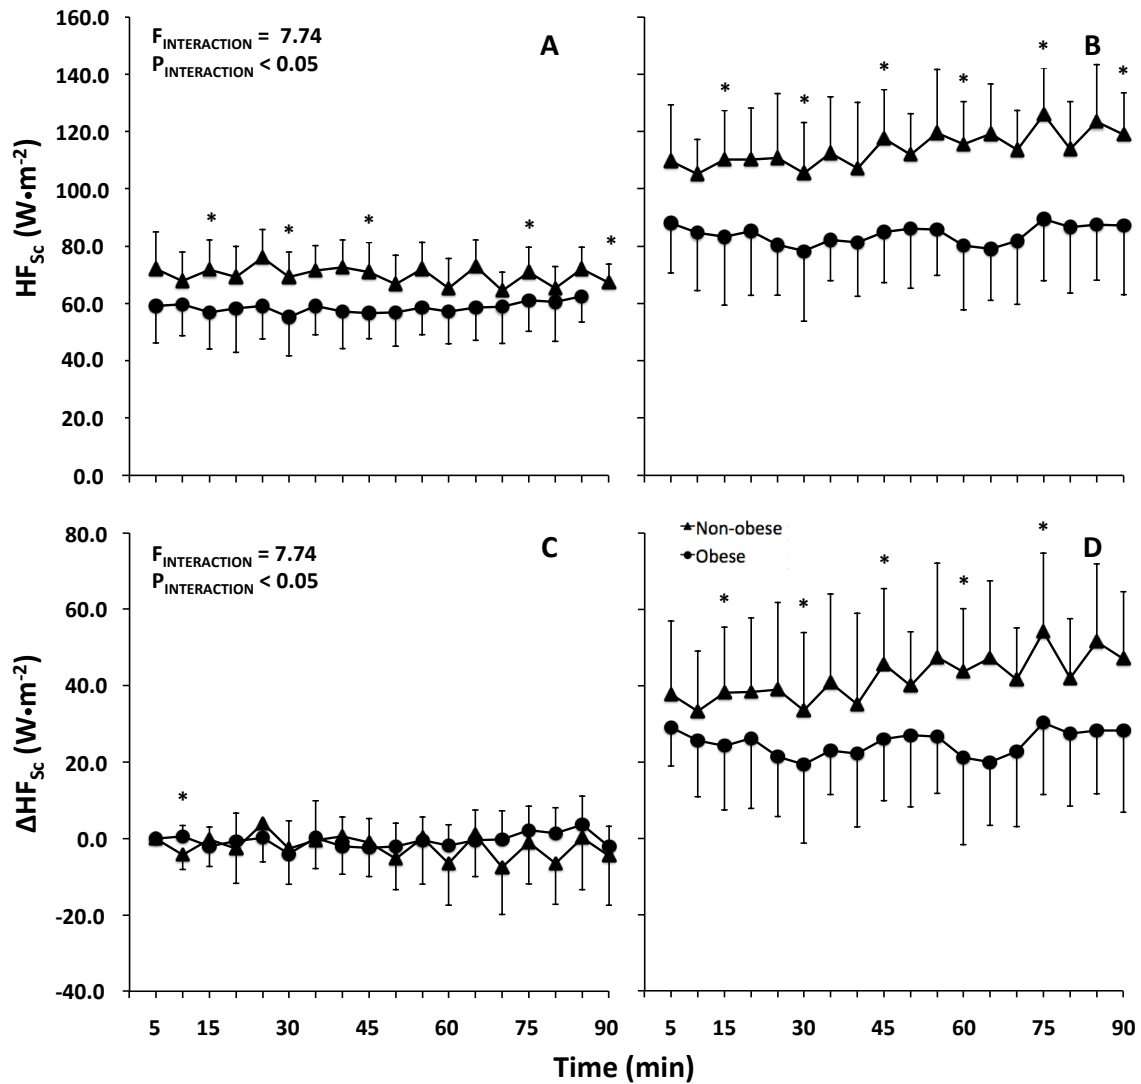 160.0
140.0
120.0
100.0
80.0
60.0
40.0
20.0
0.0
HF_Sc (W•m⁻²)
F_INTERACTION = 7.74
P_INTERACTION < 0.05
A
* * * * *
B
* * * * * *
80.0
60.0
40.0
20.0
0.0
-20.0
-40.0
ΔHF_Sc (W•m⁻²)
F_INTERACTION = 7.74
P_INTERACTION < 0.05
C
*
Non-obese
Obese
D
* * * * *
5 15 30 45 60 75 90
5 15 30 45 60 75 90
Time (min)